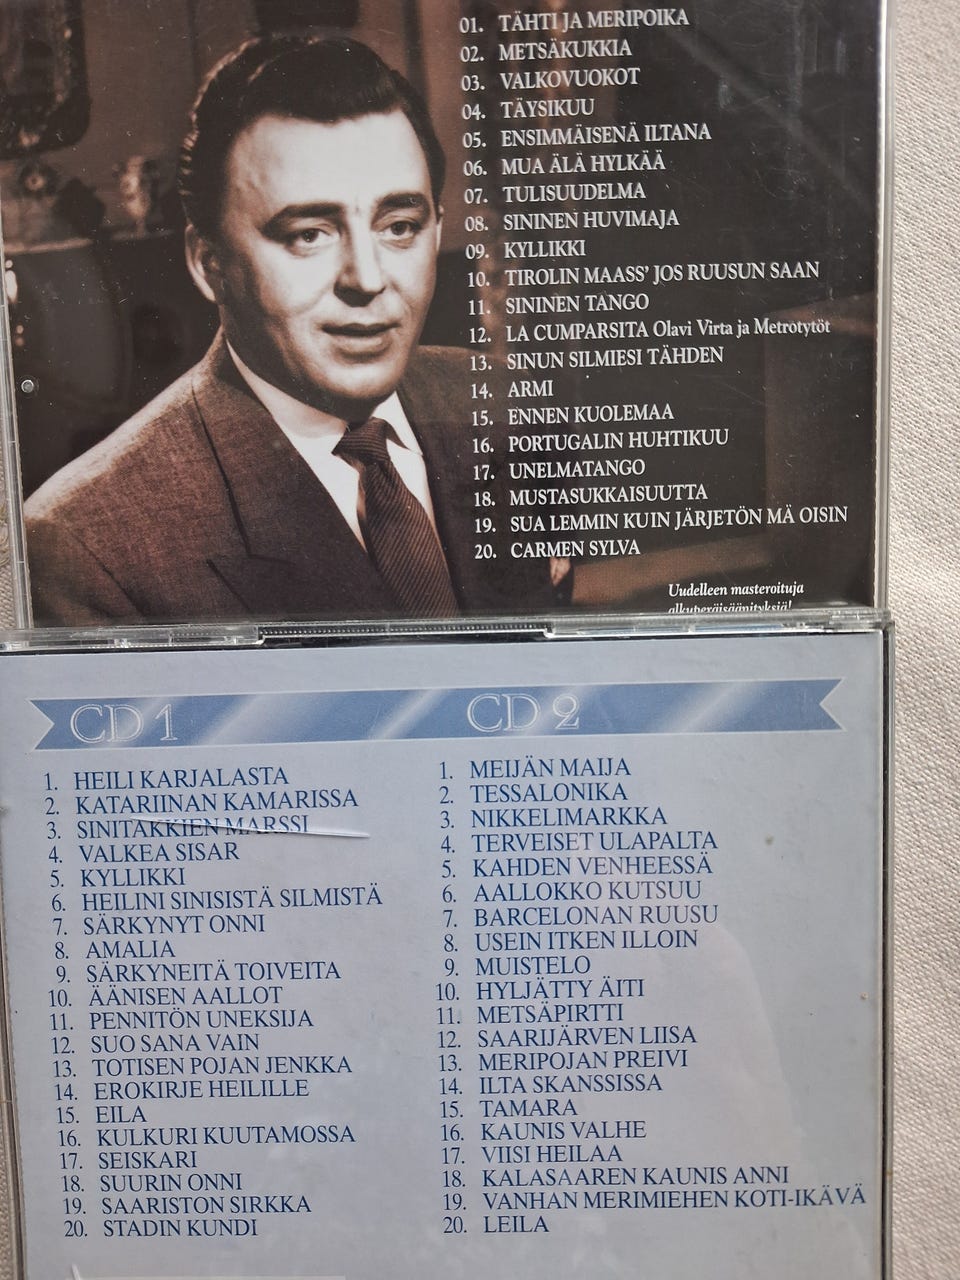 01. TÄHTI JA MERIPOIKA
02. METSÄKUKKIA
03. VALKOVUOKOT
04. TÄYSIKUU
05. ENSIMMÄISENÄ ILTANA
06. MUA ÄLÄ HYLKÄÄ
07. TULISUUDELMA
08. SININEN HUVIMAJA
09. KYLLIKKI
10. TIROLIN MAASS' JOS RUUSUN SAAN
11. SININEN TANGO
12. LA CUMPARSITA Olavi Virta ja Metrotytöt
13. SINUN SILMIESI TÄHDEN
14. ARMI
15. ENNEN KUOLEMAA
16. PORTUGALIN HUHTIKUU
17. UNELMATANGO
18. MUSTASUKKAISUUTTA
19. SUA LEMMIN KUIN JÄRJETÖN MÄ OISIN
20. CARMEN SYLVA
Uudelleen masteroituja
alkuperäisäänityksiä!
CD 1
1. HEILI KARJALASTA
2. KATARIINAN KAMARISSA
3. SINITAKKIEN MARSSI
4. VALKEA SISAR
5. KYLLIKKI
6. HEILINI SINISISTÄ SILMISTÄ
7. SÄRKYNYT ONNI
8. AMALIA
9. SÄRKYNEITÄ TOIVEITA
10. ÄÄNISEN AALLOT
11. PENNITÖN UNEKSIJA
12. SUO SANA VAIN
13. TOTISEN POJAN JENKKA
14. EROKIRJE HEILILLE
15. EILA
16. KULKURI KUUTAMOSSA
17. SEISKARI
18. SUURIN ONNI
19. SAARISTON SIRKKA
20. STADIN KUNDI
CD 2
1. MEIJÄN MAIJA
2. TESSALONIKA
3. NIKKELIMARKKA
4. TERVEISET ULAPALTA
5. KAHDEN VENHEESSÄ
6. AALLOKKO KUTSUU
7. BARCELONAN RUUSU
8. USEIN ITKEN ILLOIN
9. MUISTELO
10. HYLJÄTTY ÄITI
11. METSÄPIRTTI
12. SAARIJÄRVEN LIISA
13. MERIPOJAN PREIVI
14. ILTA SKANSSISSA
15. TAMARA
16. KAUNIS VALHE
17. VIISI HEILAA
18. KALASAAREN KAUNIS ANNI
19. VANHAN MERIMIEHEN KOTI-IKÄVÄ
20. LEILA